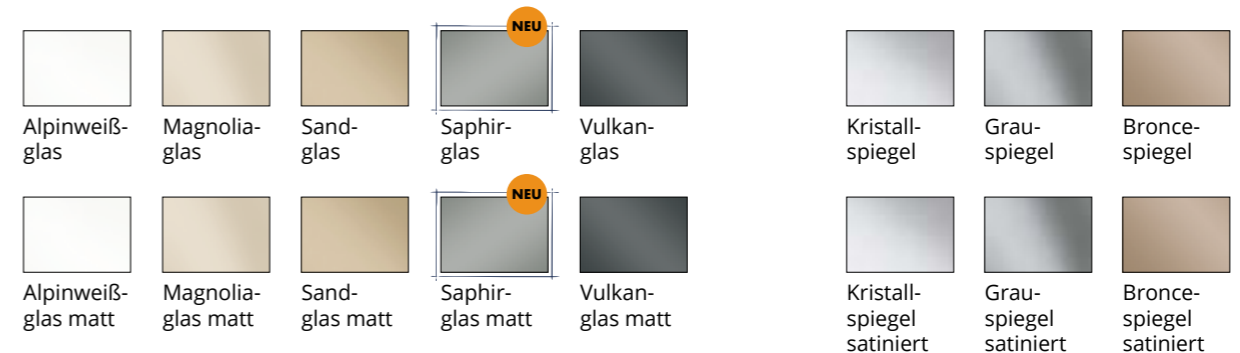 NEU
Alpinweiß-
glas
Magnolia-
glas
Sand-
glas
Saphir-
glas
Vulkan-
glas
Kristall-
spiegel
Grau-
spiegel
Bronce-
spiegel
NEU
Alpinweiß-
glas matt
Magnolia-
glas matt
Sand-
glas matt
Saphir-
glas matt
Vulkan-
glas matt
Kristall-
spiegel
satiniert
Grau-
spiegel
satiniert
Bronce-
spiegel
satiniert